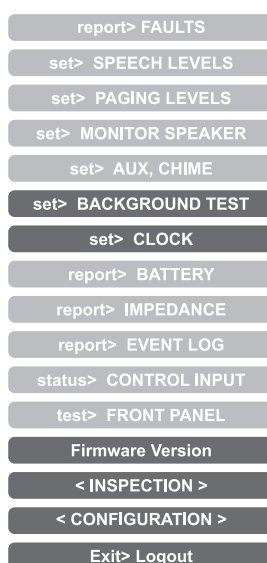 report> FAULTS
set> SPEECH LEVELS
set> PAGING LEVELS
set> MONITOR SPEAKER
set> AUX, CHIME
set> BACKGROUND TEST
set> CLOCK
report> BATTERY
report> IMPEDANCE
report> EVENT LOG
status> CONTROL INPUT
test> FRONT PANEL
Firmware Version
< INSPECTION >
< CONFIGURATION >
Exit> Logout